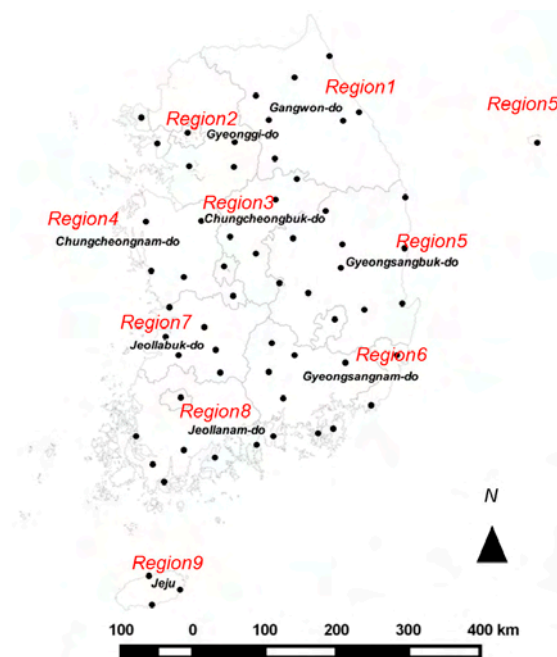 Region1
Gangwon-do
Region5
Region2
Gyeonggi-do
Region3
Chungcheongbuk-do
Region4
Chungcheongnam-do
Region5
Gyeongsangbuk-do
Region7
Jeollabuk-do
Region6
Gyeongsangnam-do
Region8
Jeollanam-do
N
Region9
Jeju
100 0 100 200 300 400 km